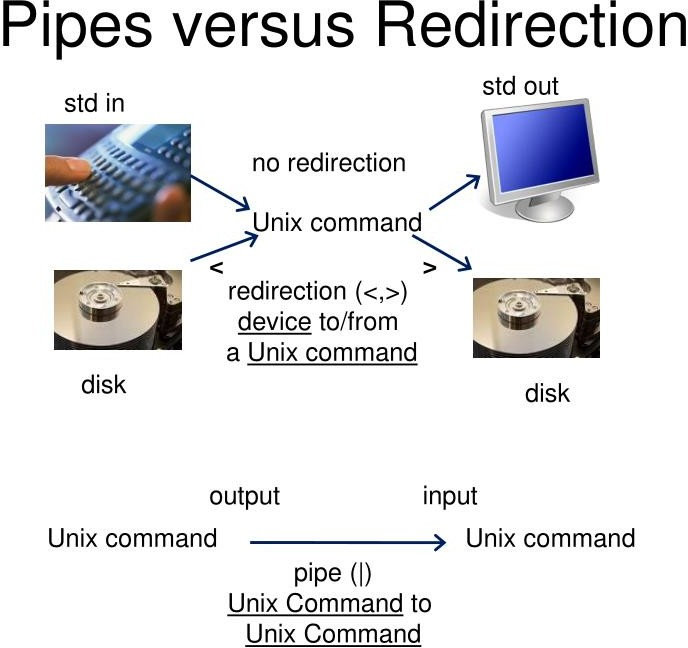 Pipes versus Redirection
std in
std out
no redirection
Unix command
<
>
redirection (<,>)
device to/from
a Unix command
disk
disk
output
input
Unix command
Unix command
pipe (|)
Unix Command to
Unix Command